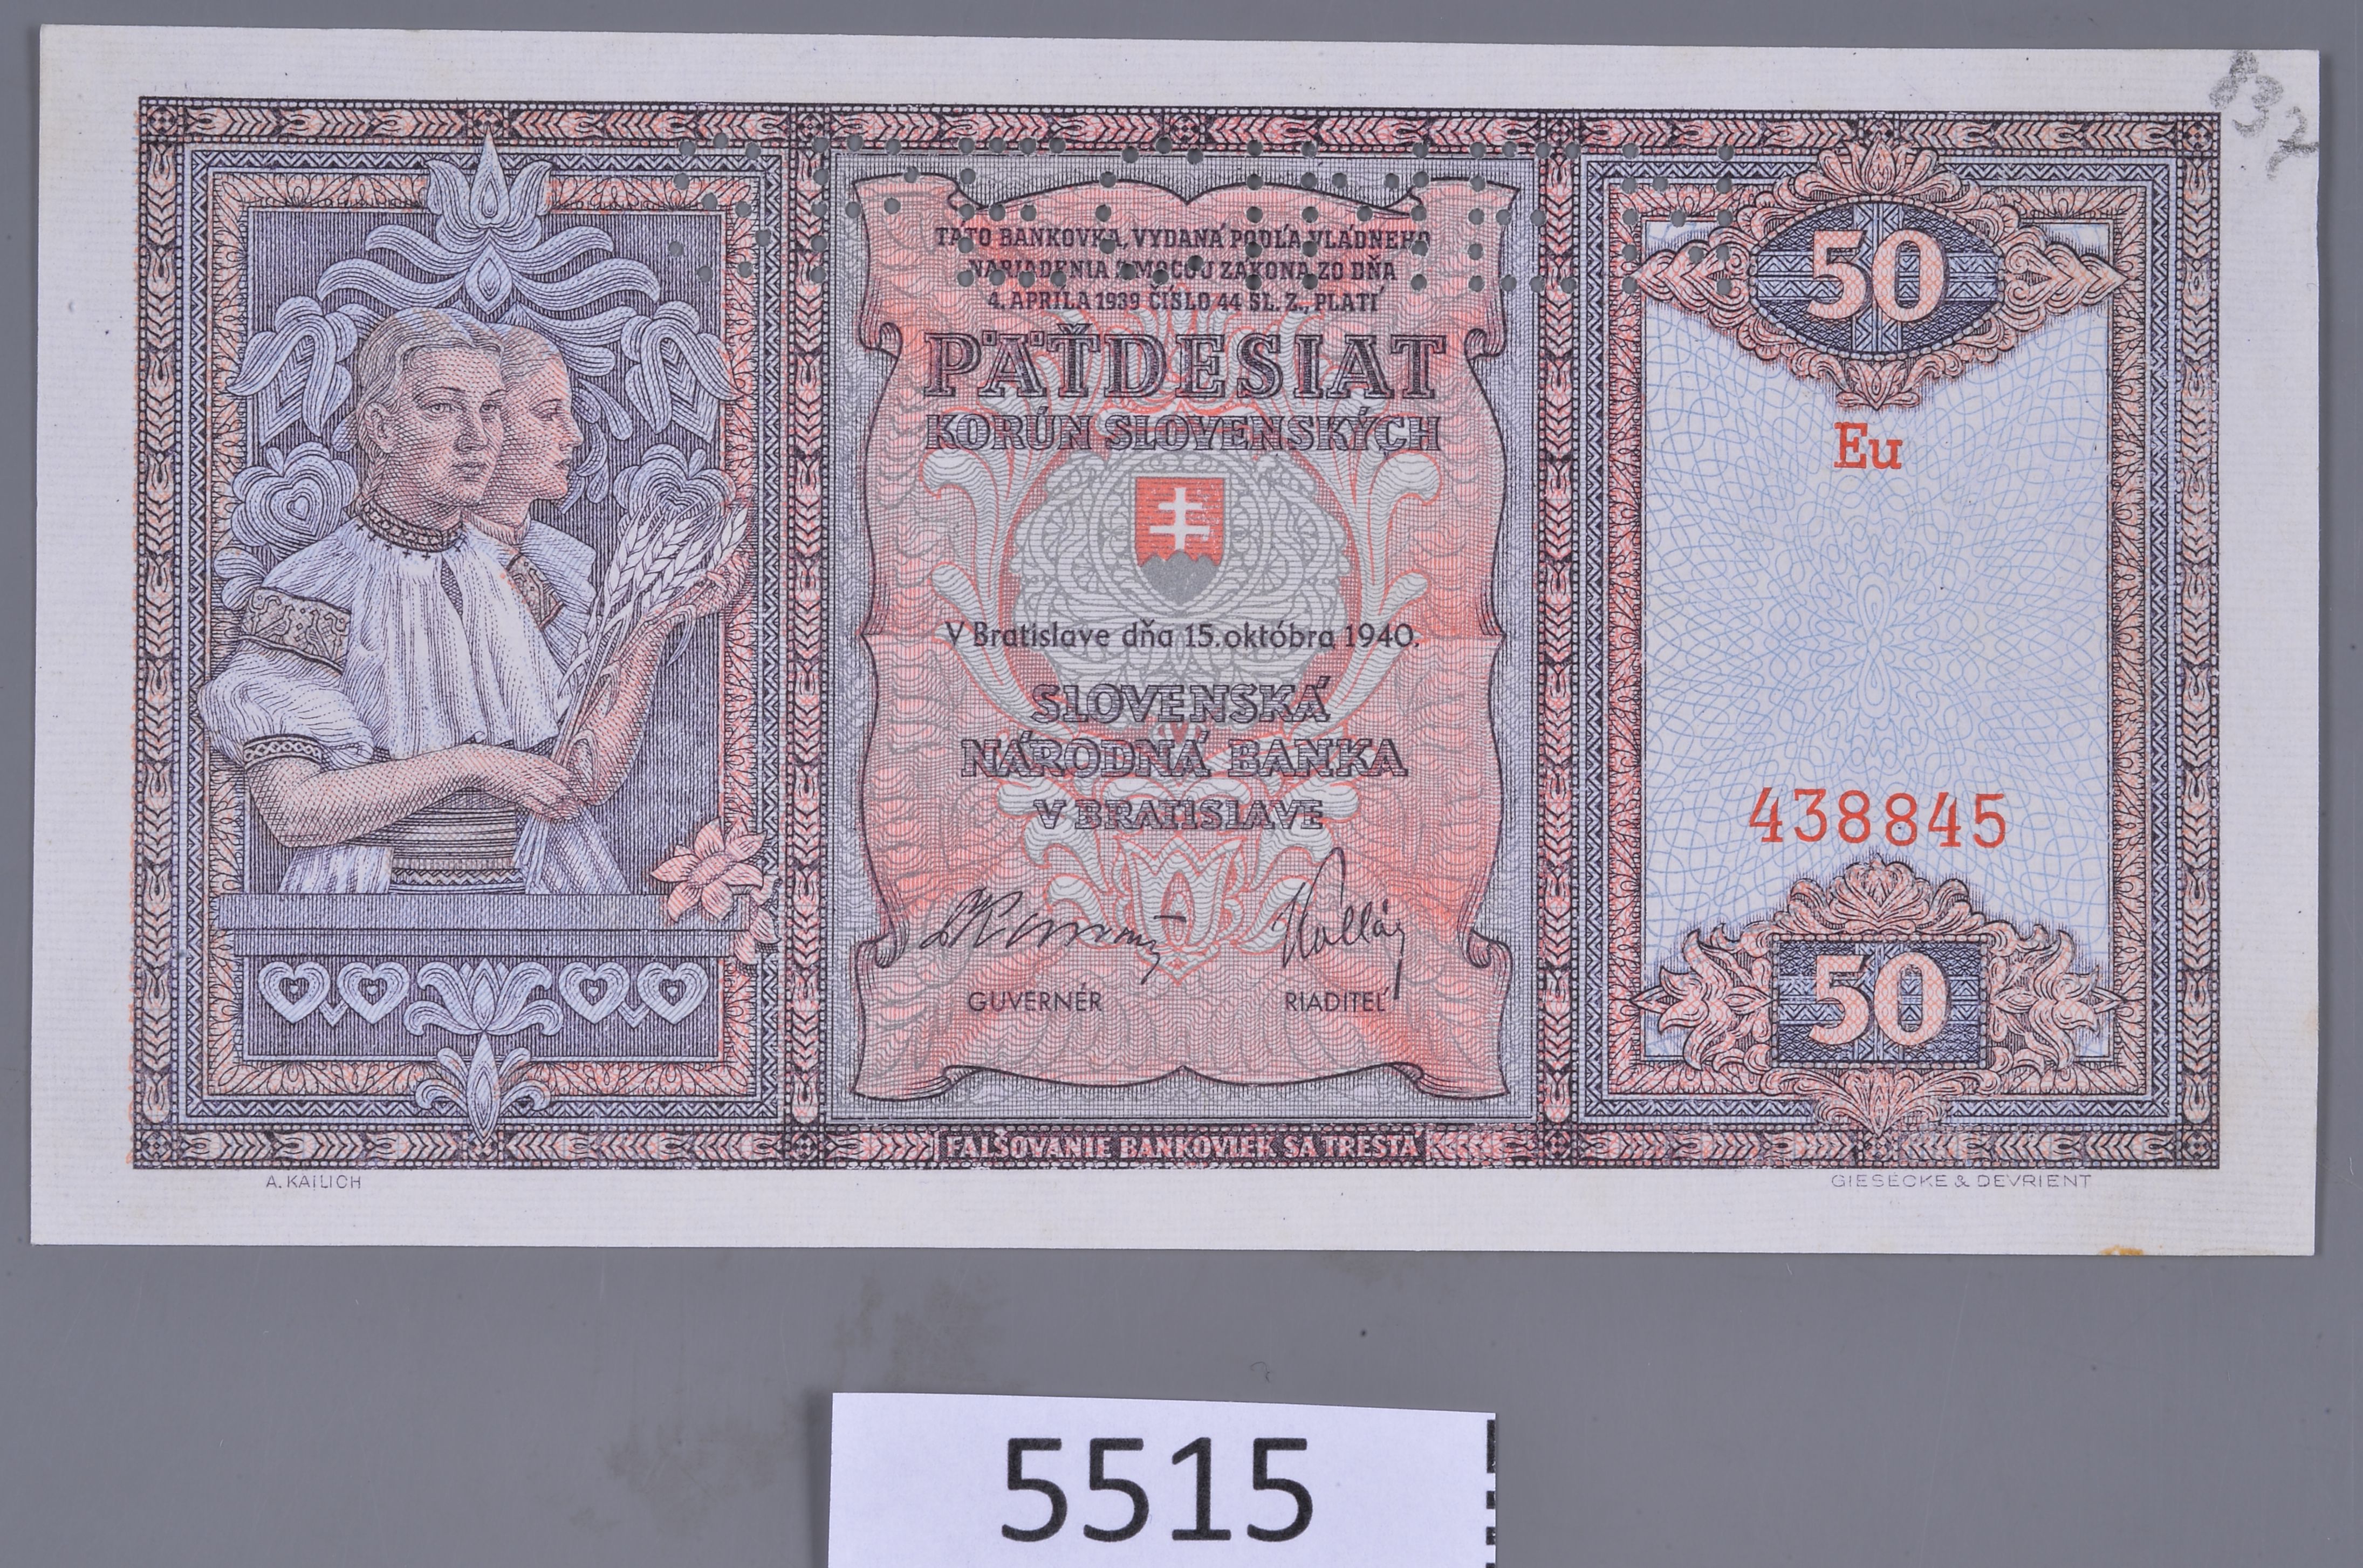 832
TÁTO BANKOVKA, VYDANÁ PODĽA VLÁDNEHO
NARIADENIA Z MOCOU ZÁKONA ZO DŇA
4. APRÍLA 1939 ČÍSLO 44 SL. Z., PLATÍ
PÄŤDESIAT
KORÚN SLOVENSKÝCH
V Bratislave dňa 15. októbra 1940.
SLOVENSKÁ
NÁRODNÁ BANKA
V BRATISLAVE
GUVERNÉR
RIADITEĽ
50
Eu
438845
50
FALŠOVANIE BANKOVIEK SA TRESTÁ
A. KAILICH
GIESECKE & DEVRIENT
5515